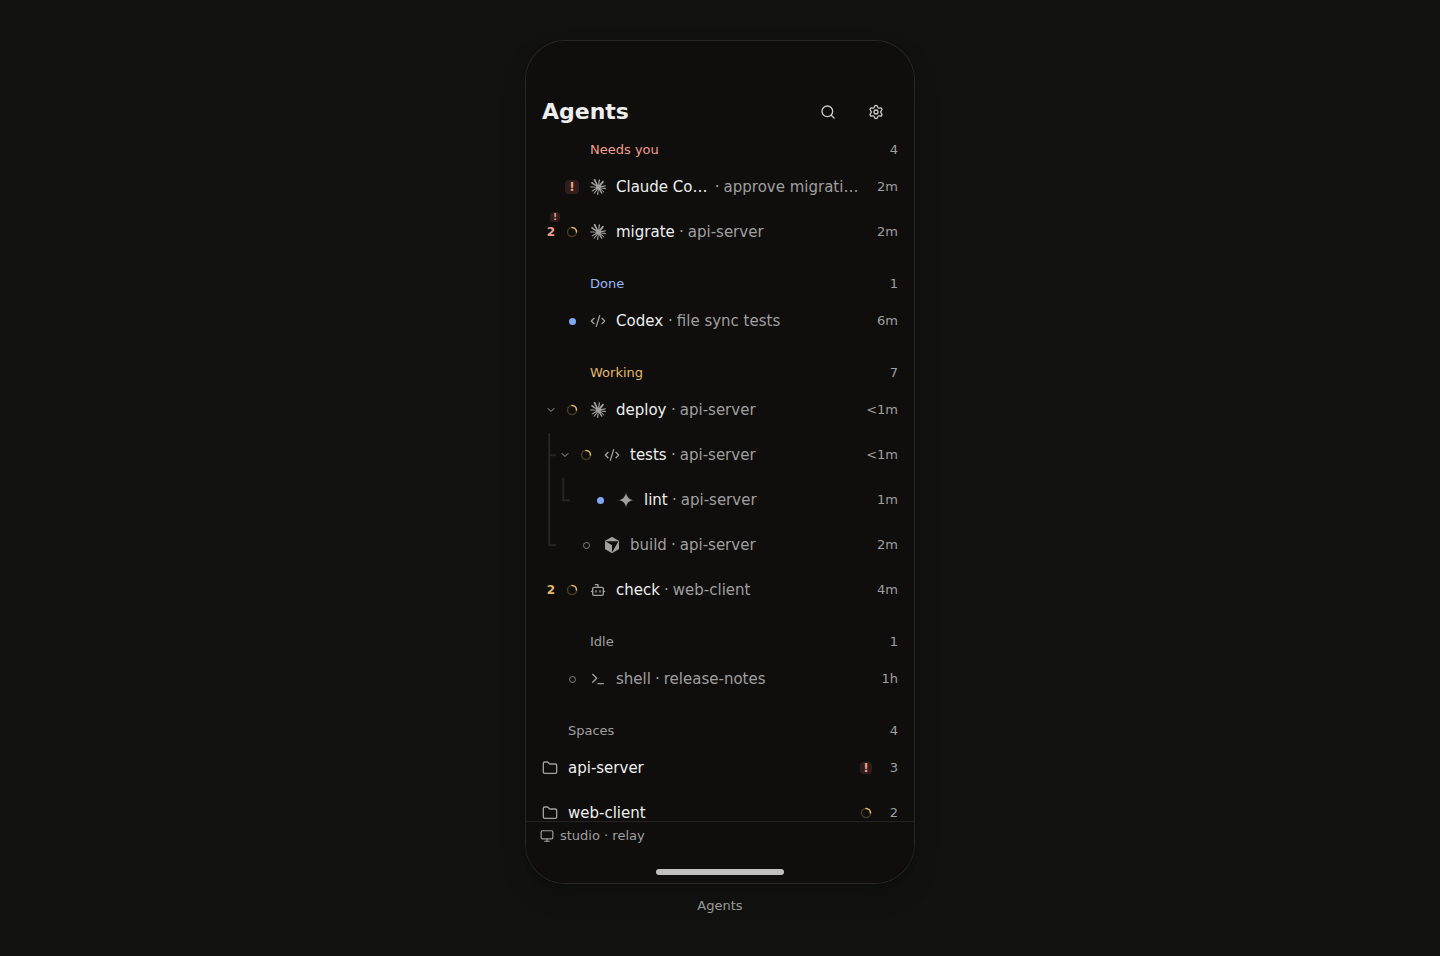 Agents
Needs you 4
! Claude Co... · approve migrati... 2m
!
2 migrate · api-server 2m
Done 1
Codex · file sync tests 6m
Working 7
deploy · api-server <1m
tests · api-server <1m
lint · api-server 1m
build · api-server 2m
2 check · web-client 4m
Idle 1
shell · release-notes 1h
Spaces 4
api-server ! 3
web-client 2
studio · relay
Agents